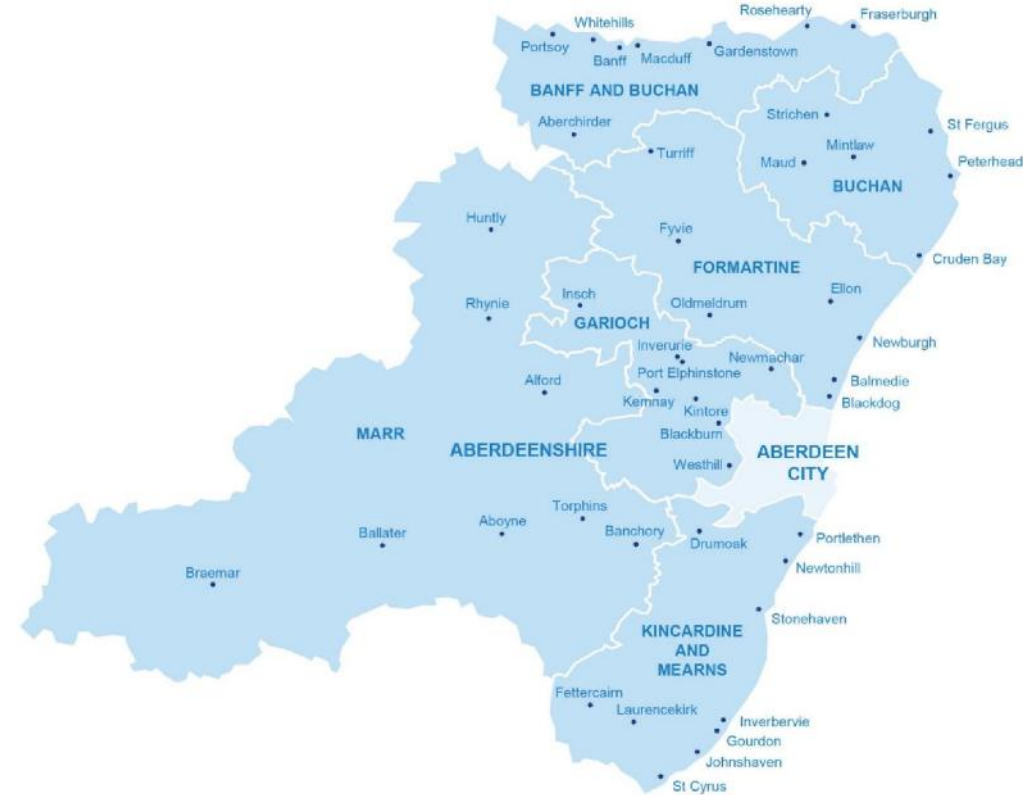 Rosehearty
Fraserburgh
Whitehills
Portsoy
Banff
Macduff
Gardenstown
BANFF AND BUCHAN
Aberchirder
Strichen
St Fergus
Turriff
Maud
Mintlaw
Peterhead
BUCHAN
Huntly
Fyvie
Cruden Bay
FORMARTINE
Insch
Ellon
Rhynie
Oldmeldrum
GARIOCH
Inverurie
Newburgh
Newmachar
Port Elphinstone
Alford
Balmedie
Kemnay
Blackdog
Kintore
MARR
Blackburn
ABERDEENSHIRE
ABERDEEN
CITY
Westhill
Torphins
Aboyne
Ballater
Banchory
Drumoak
Portlethen
Braemar
Newtonhill
Stonehaven
KINCARDINE
AND
MEARNS
Fettercairn
Laurencekirk
Inverbervie
Gourdon
Johnshaven
St Cyrus